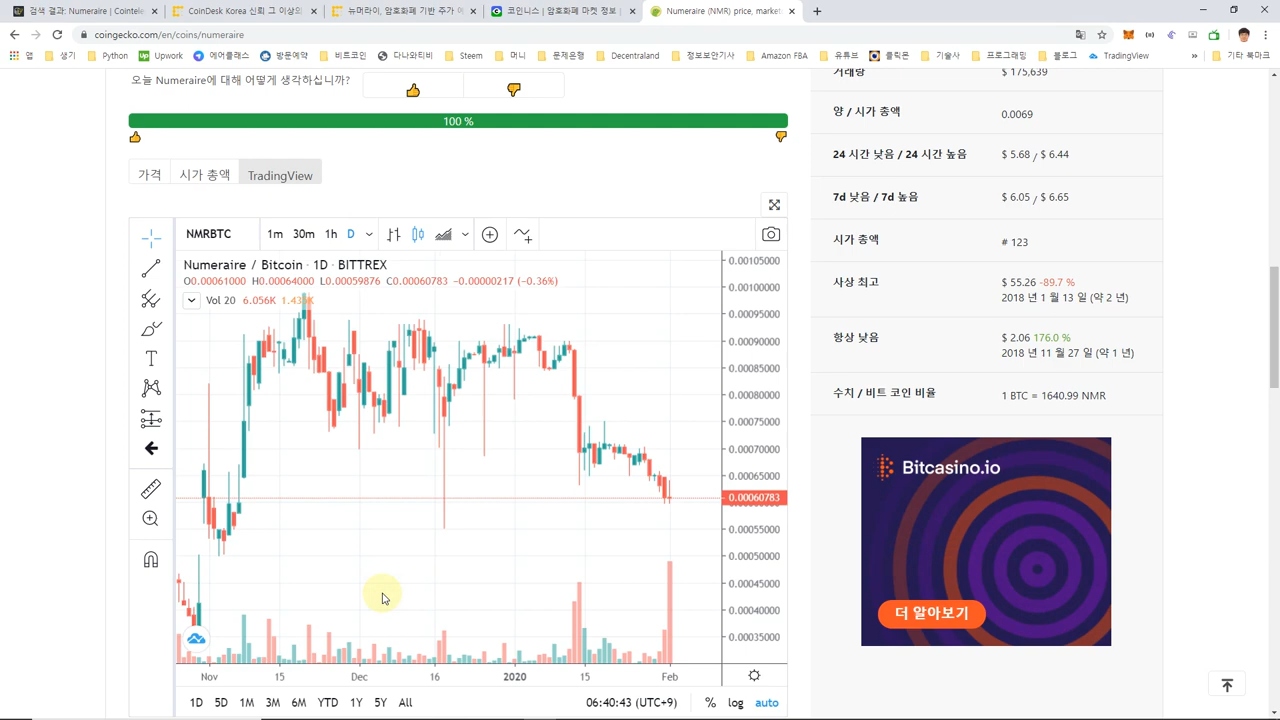 검색 결과: Numeraire | Cointele
CoinDesk Korea 신뢰 그 이상의
뉴머라이, 암호화폐 기반 주가 예
코인니스 | 암호화폐 마켓 정보 |
Numeraire (NMR) price, market
coingecko.com/en/coins/numeraire
앱
생기
Python
Upwork
에어클래스
방문예약
비트코인
다나와리비
Steem
머니
문제은행
Decentraland
정보보안기사
Amazon FBA
유튜브
클릭몬
기술사
프로그래밍
블로그
TradingView
»
기타 북마크
오늘 Numeraire에 대해 어떻게 생각하십니까?
100 %
가격
시가 총액
TradingView
NMRBTC
1m
30m
1h
D
Numeraire / Bitcoin · 1D · BITTREX
O0.00061000 H0.00064000 L0.00059876 C0.00060783 −0.00000217 (−0.36%)
Vol 20 6.056K
0.00105000
0.00100000
0.00095000
0.00090000
0.00085000
0.00080000
0.00075000
0.00070000
0.00065000
0.00060783
0.00055000
0.00050000
0.00045000
0.00040000
0.00035000
Nov
15
Dec
16
2020
15
Feb
1D
5D
1M
3M
6M
YTD
1Y
5Y
All
06:40:43 (UTC+9)
%
log
auto
거래량
$ 175,639
양 / 시가 총액
0.0069
24 시간 낮음 / 24 시간 높음
$ 5.68 / $ 6.44
7d 낮음 / 7d 높음
$ 6.05 / $ 6.65
시가 총액
# 123
사상 최고
$ 55.26 -89.7 %
2018 년 1 월 13 일 (약 2 년)
항상 낮음
$ 2.06 176.0 %
2018 년 11 월 27 일 (약 1 년)
수치 / 비트 코인 비율
1 BTC = 1640.99 NMR
Bitcasino.io
더 알아보기